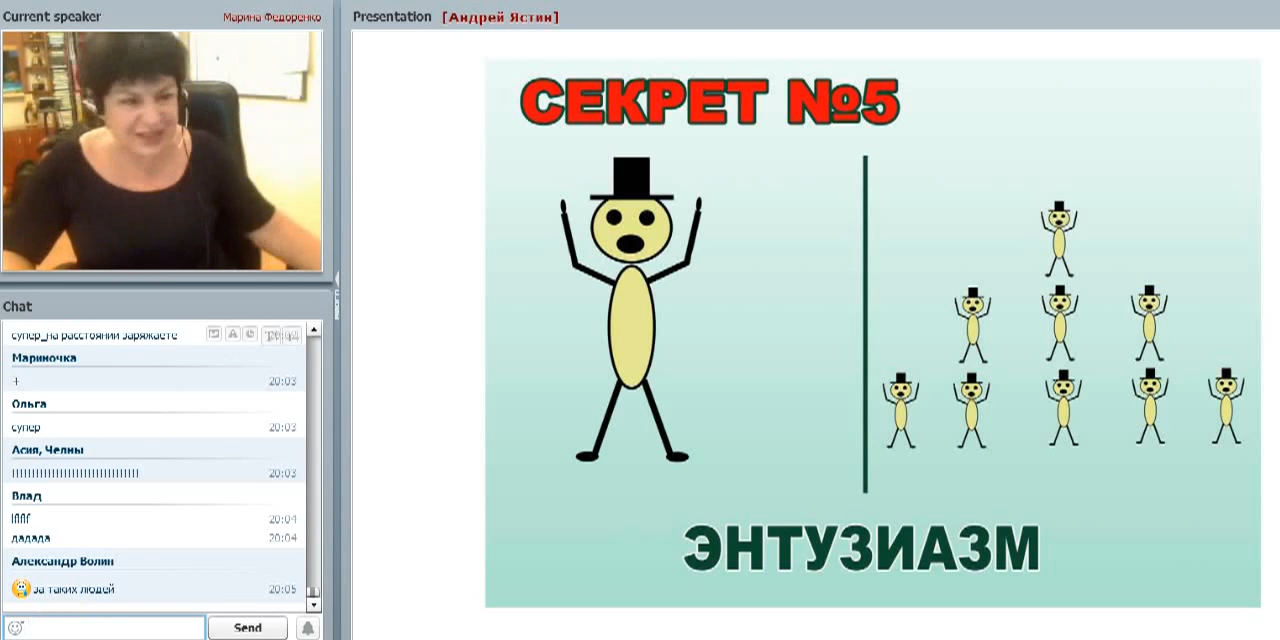 Current speaker
Марина Федоренко
Presentation [Андрей Ястин]
СЕКРЕТ №5
ЭНТУЗИАЗМ
Chat
супер_на расстоянии заряжаете
Мариночка
+ 20:03
Ольга
супер 20:03
Асия, Челны
!!!!!!!!!!!!!!!!!!!!!!!!!!!!!! 20:03
Влад
20:04
дадада 20:04
Александр Волин
за таких людей 20:05
Send